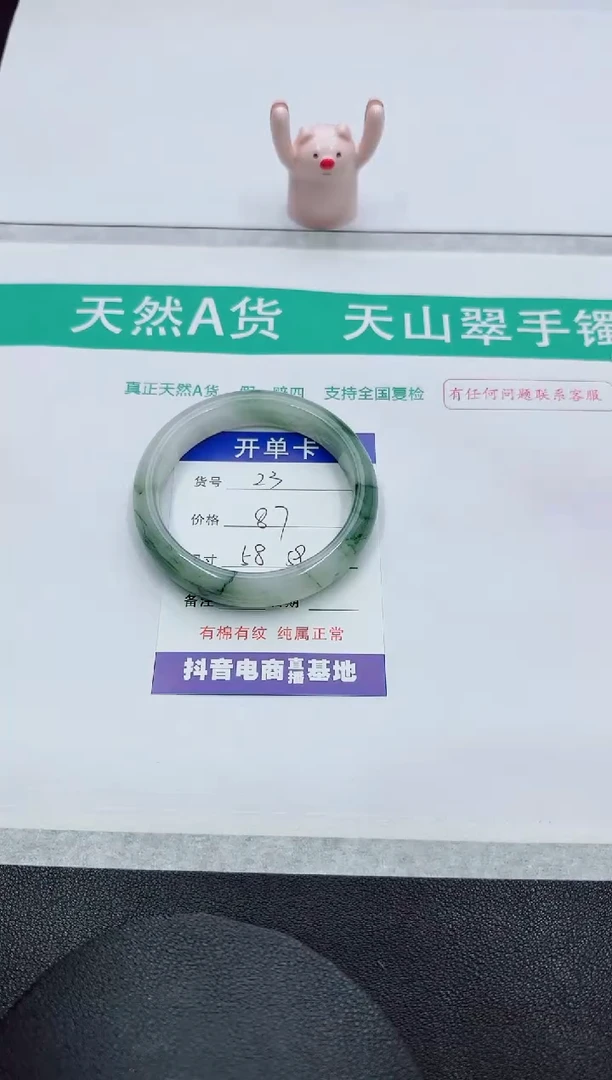 天然A货 天山翠手镯
真正天然A货 假一赔四 支持全国复检
有任何问题联系客服
开单卡
货号 23
价格 87
寸 58 58
备注 期
有棉有纹 纯属正常
抖音电商直播基地